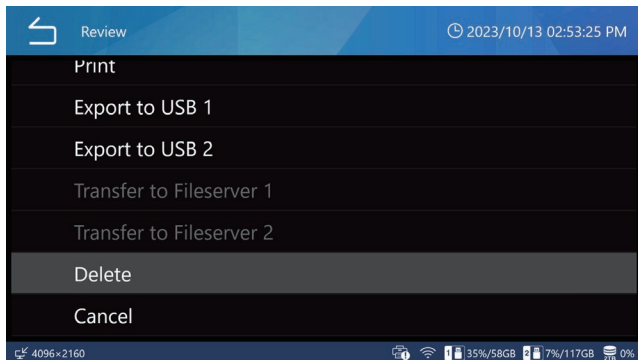 Review
2023/10/13 02:53:25 PM
Print
Export to USB 1
Export to USB 2
Transfer to Fileserver 1
Transfer to Fileserver 2
Delete
Cancel
4096×2160 1 35%/58GB 2 7%/117GB 2TB 0%